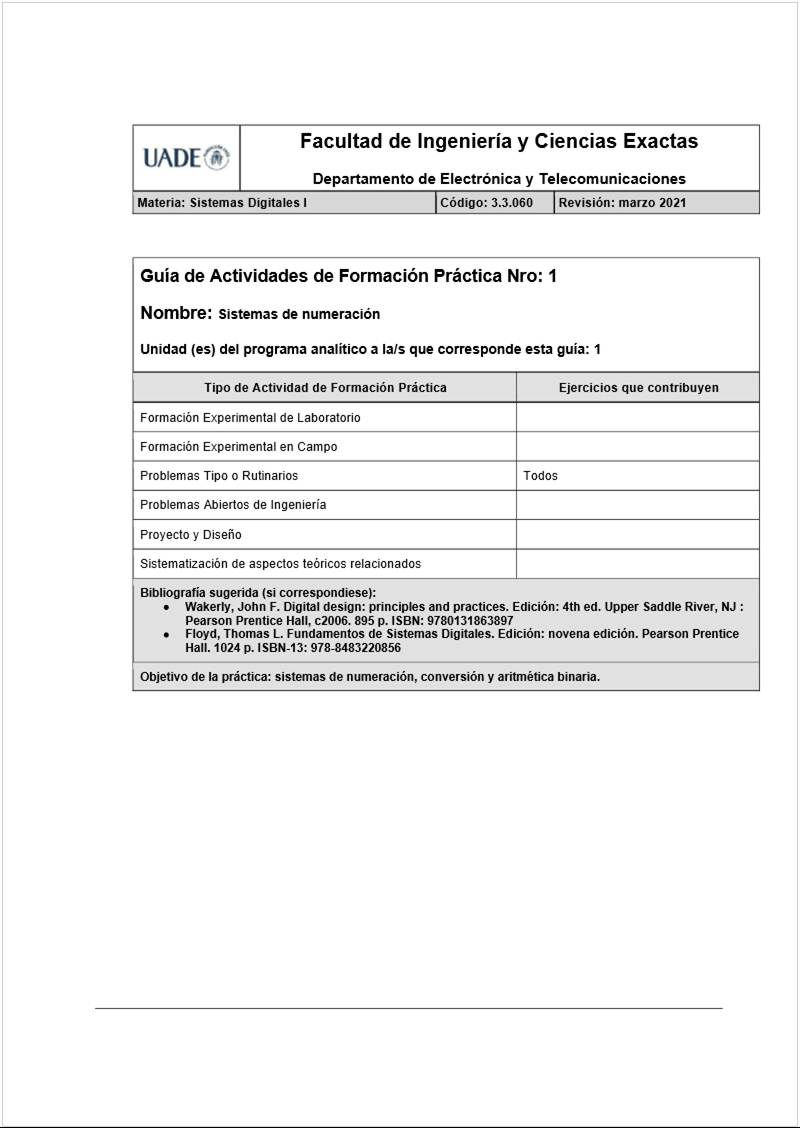 UADE
Facultad de Ingeniería y Ciencias Exactas
Departamento de Electrónica y Telecomunicaciones
Materia: Sistemas Digitales I
Código: 3.3.060
Revisión: marzo 2021
Guía de Actividades de Formación Práctica Nro: 1
Nombre: Sistemas de numeración
Unidad (es) del programa analítico a la/s que corresponde esta guía: 1
Tipo de Actividad de Formación Práctica
Ejercicios que contribuyen
Formación Experimental de Laboratorio
Formación Experimental en Campo
Problemas Tipo o Rutinarios
Todos
Problemas Abiertos de Ingeniería
Proyecto y Diseño
Sistematización de aspectos teóricos relacionados
Bibliografía sugerida (si correspondiese):
● Wakerly, John F. Digital design: principles and practices. Edición: 4th ed. Upper Saddle River, NJ :
Pearson Prentice Hall, c2006. 895 p. ISBN: 9780131863897
● Floyd, Thomas L. Fundamentos de Sistemas Digitales. Edición: novena edición. Pearson Prentice
Hall. 1024 p. ISBN-13: 978-8483220856
Objetivo de la práctica: sistemas de numeración, conversión y aritmética binaria.